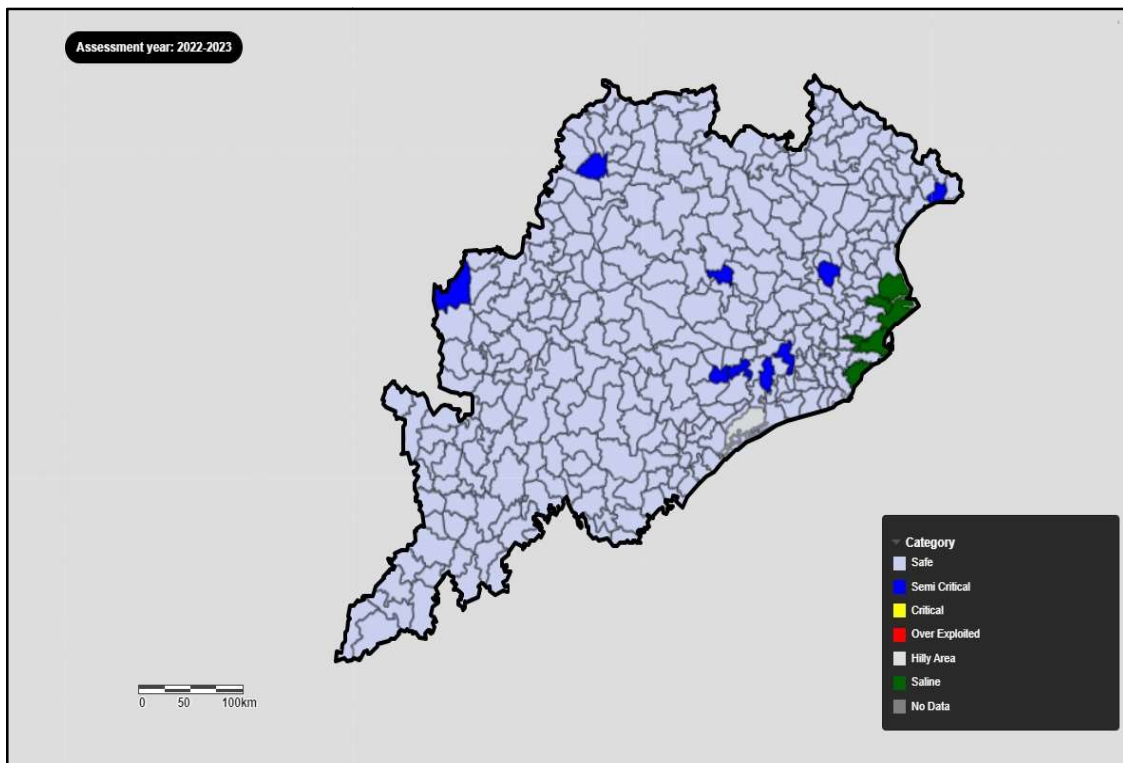 Assessment year: 2022-2023
Category
Safe
Semi Critical
Critical
Over Exploited
Hilly Area
Saline
No Data
0 50 100km